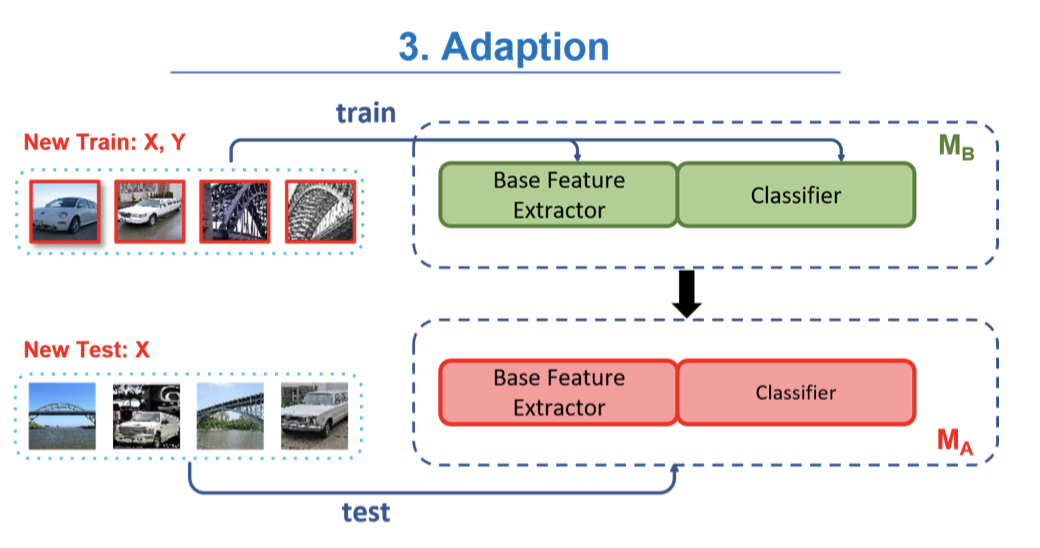 3. Adaption
train
New Train: X, Y
M_B
Base Feature
Extractor
Classifier
New Test: X
Base Feature
Extractor
Classifier
M_A
test